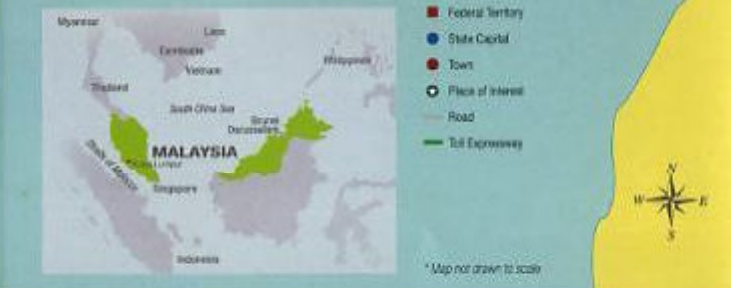 Myanmar
Laos
Cambodia
Vietnam
Philippines
Thailand
South China Sea
Brunei
Darussalam
MALAYSIA
KUALA LUMPUR
Straits of Malacca
Singapore
Indonesia
Federal Territory
State Capital
Town
Place of Interest
Road
Toll Expressway
* Map not drawn to scale
N
W
E
S